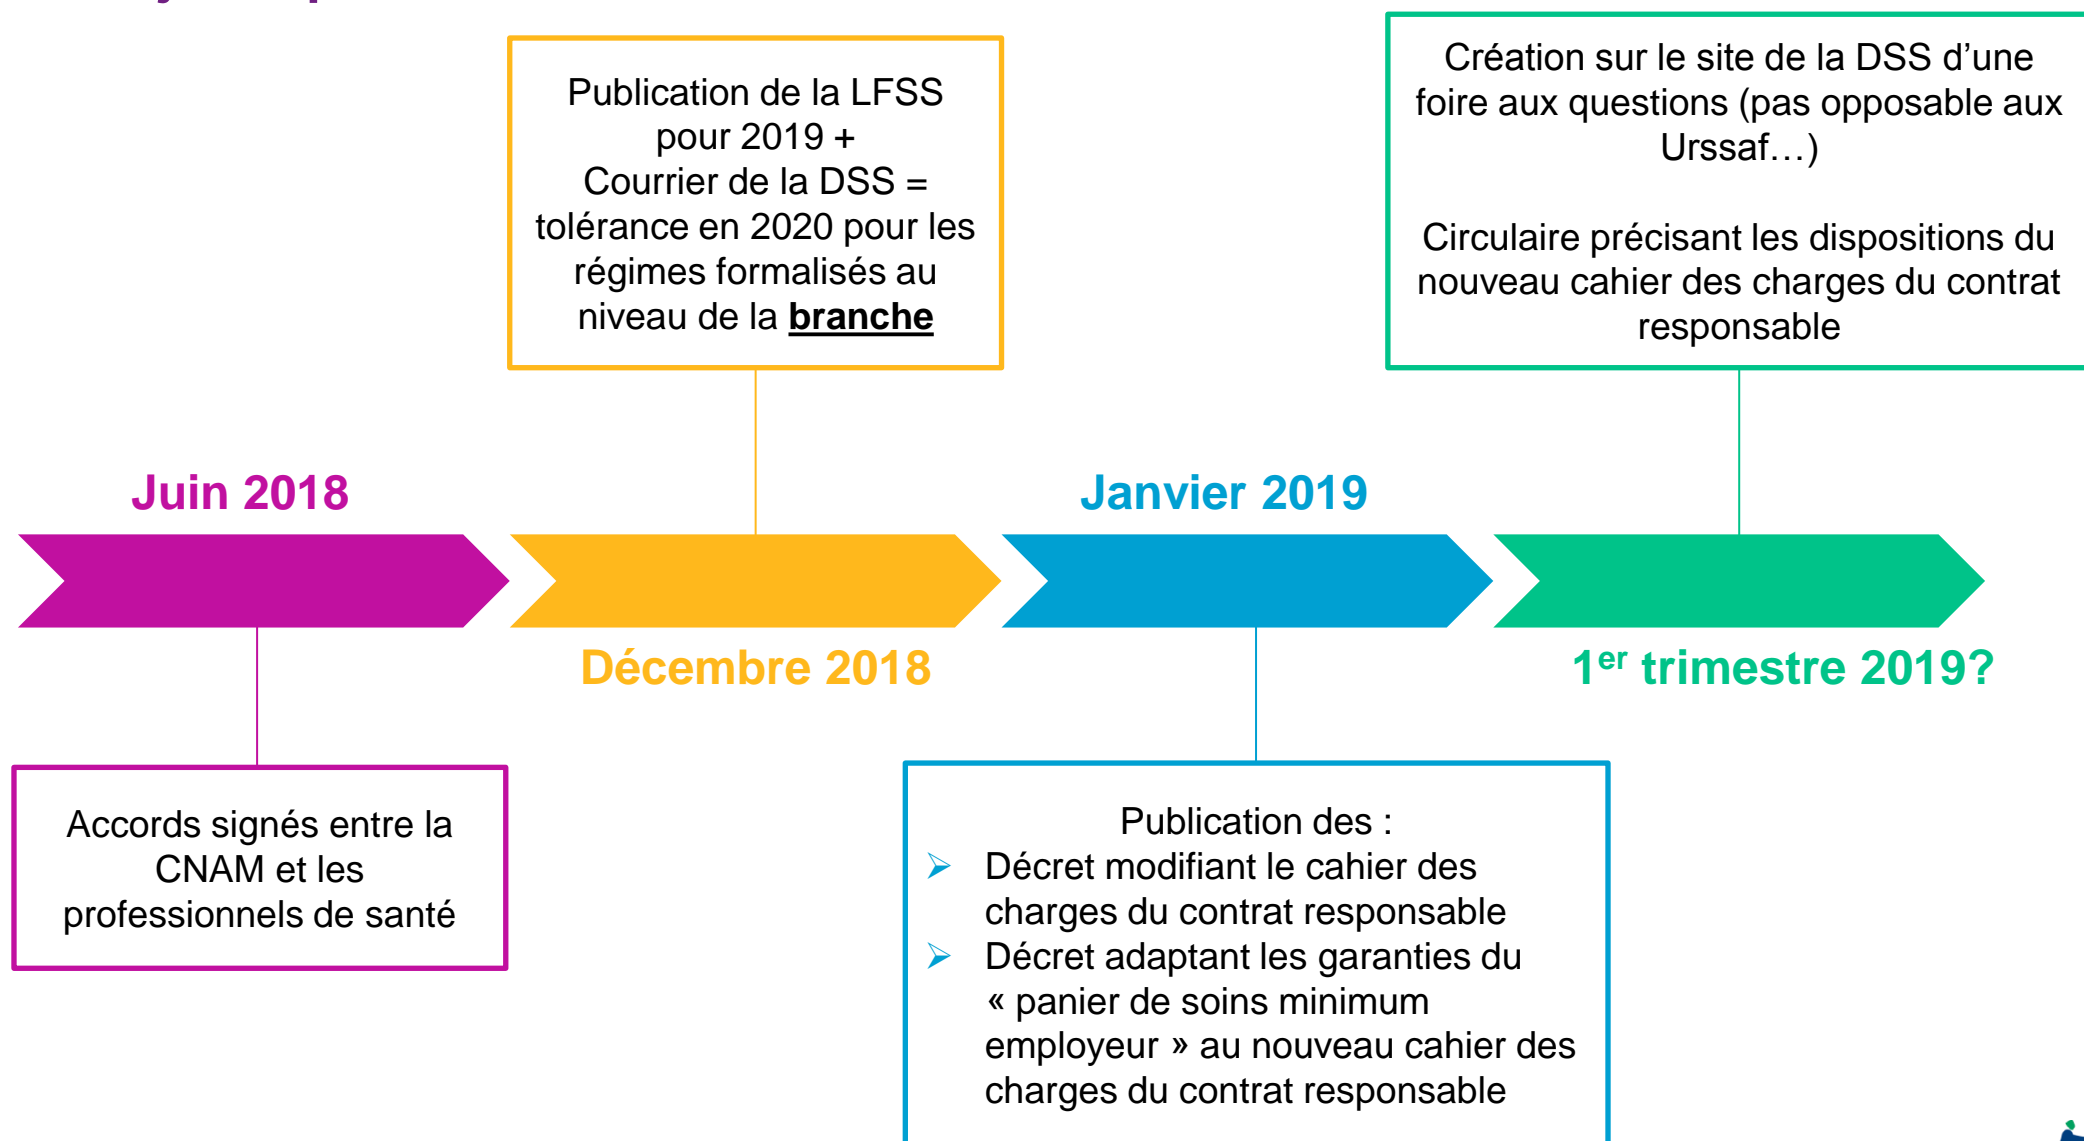 Publication de la LFSS
pour 2019 +
Courrier de la DSS =
tolérance en 2020 pour les
régimes formalisés au
niveau de la branche
Création sur le site de la DSS d’une
foire aux questions (pas opposable aux
Urssaf…)
Circulaire précisant les dispositions du
nouveau cahier des charges du contrat
responsable
Juin 2018
Janvier 2019
Décembre 2018
1er trimestre 2019?
Accords signés entre la
CNAM et les
professionnels de santé
Publication des :
➢ Décret modifiant le cahier des
charges du contrat responsable
➢ Décret adaptant les garanties du
« panier de soins minimum
employeur » au nouveau cahier des
charges du contrat responsable